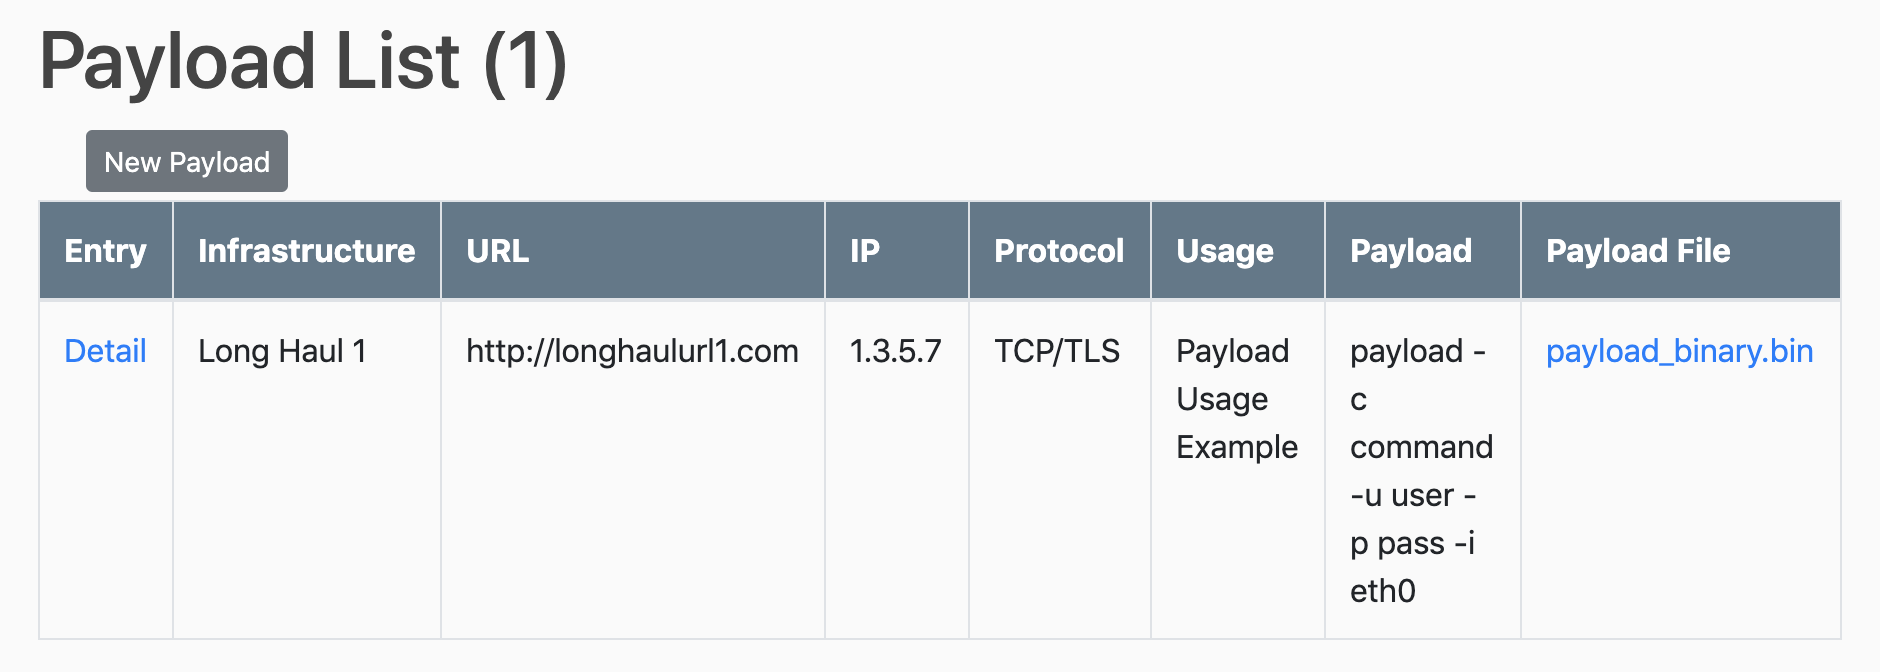 Payload List (1)
New Payload
Entry Infrastructure URL IP Protocol Usage Payload Payload File
Detail Long Haul 1 http://longhaulurl1.com 1.3.5.7 TCP/TLS Payload payload - payload_binary.bin
Usage c
Example command
-u user -
p pass -i
eth0